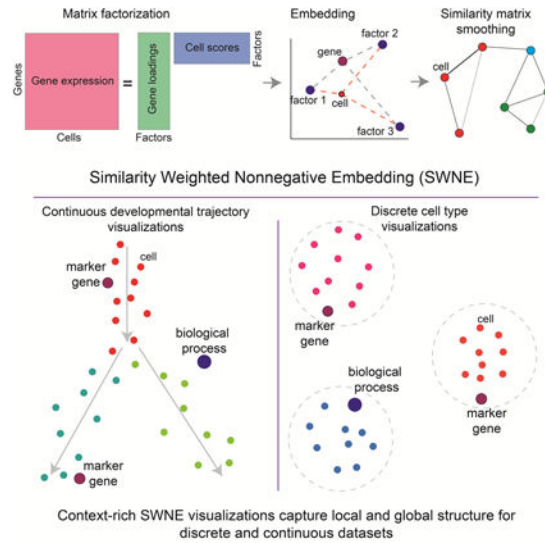 Matrix factorization
Embedding
Similarity matrix
smoothing
Genes
Gene expression
=
Gene loadings
Cell scores
Factors
Cells
Factors
factor 2
gene
factor 1
cell
factor 3
cell
Similarity Weighted Nonnegative Embedding (SWNE)
Continuous developmental trajectory
visualizations
cell
marker
gene
biological
process
marker
gene
Discrete cell type
visualizations
marker
gene
cell
biological
process
marker
gene
Context-rich SWNE visualizations capture local and global structure for
discrete and continuous datasets